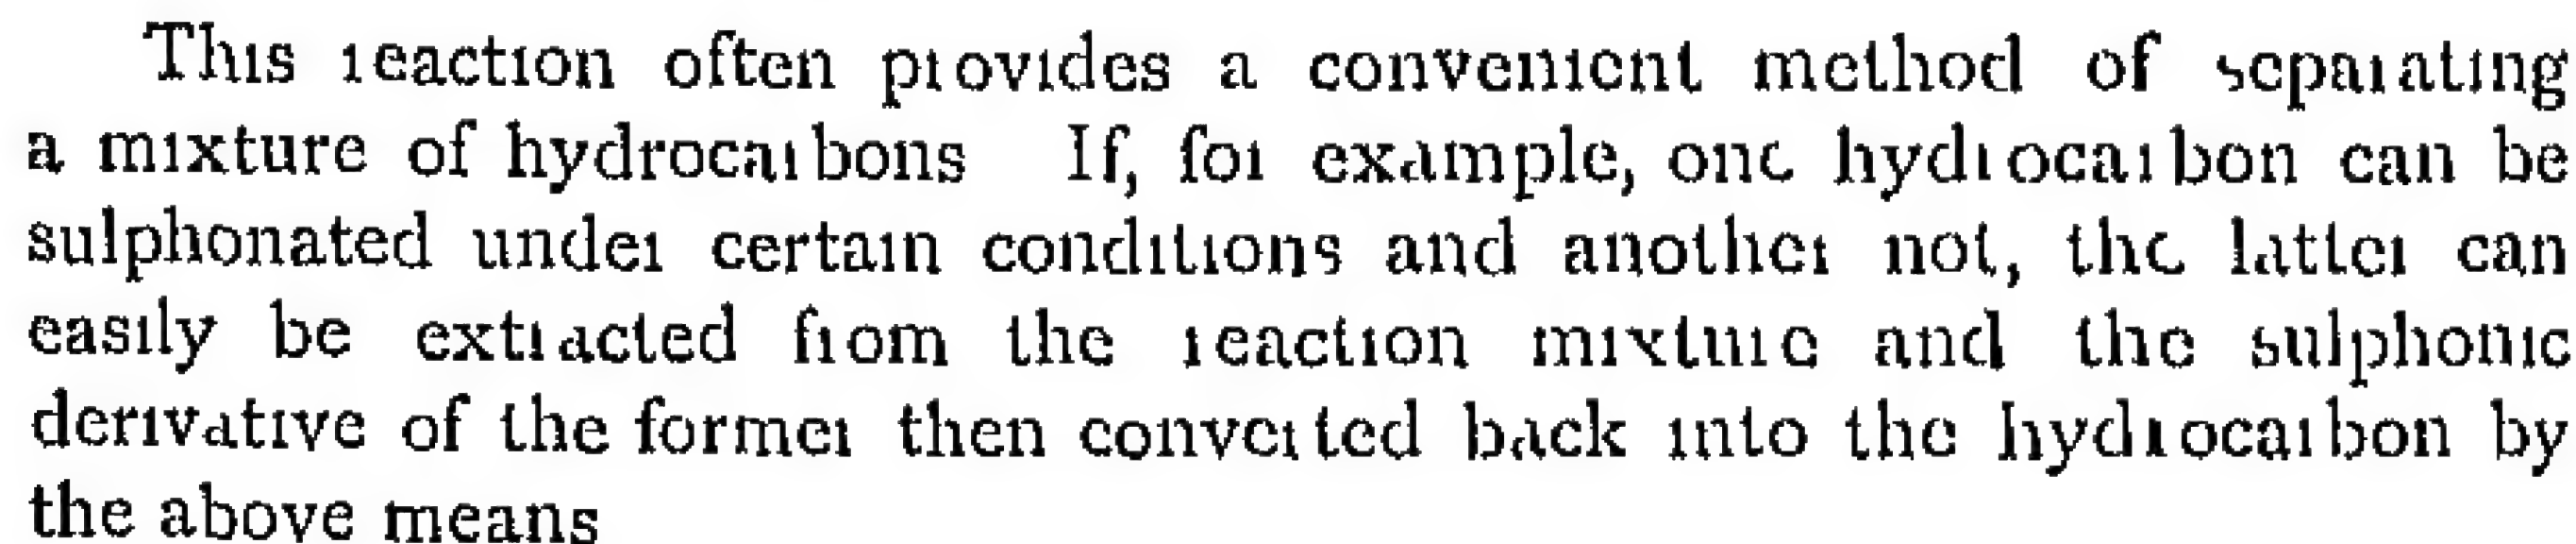 This reaction often provides a convenient method of separating
a mixture of hydrocarbons If, for example, one hydrocarbon can be
sulphonated under certain conditions and another not, the latter can
easily be extracted from the reaction mixture and the sulphonic
derivative of the former then converted back into the hydrocarbon by
the above means